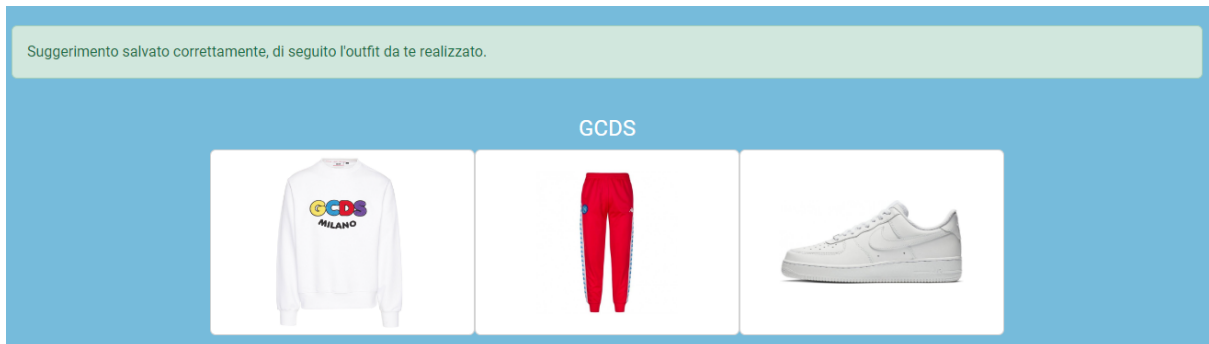 Suggerimento salvato correttamente, di seguito l'outfit da te realizzato.
GCDS
GCDS
MILANO